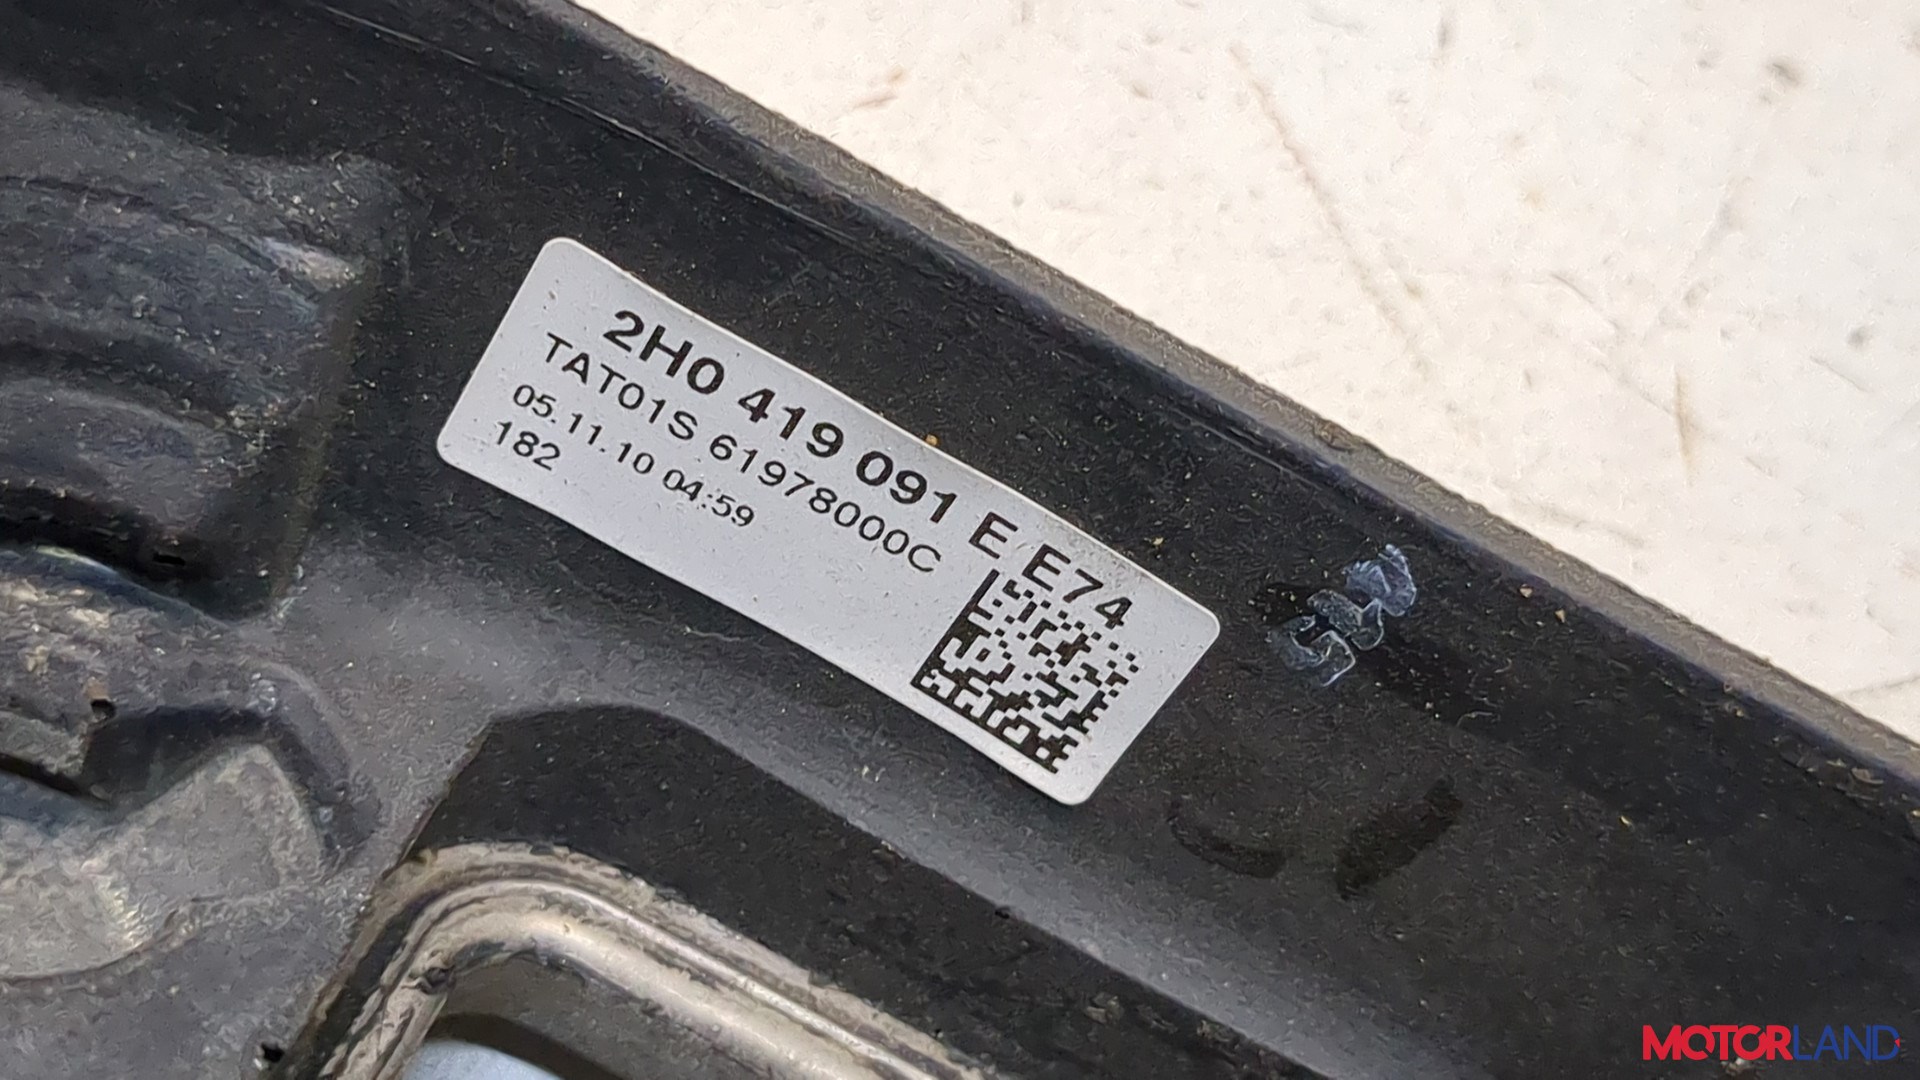 2H0 419 091 E E74
TAT01S 61978000C
05.11.10 04:59
182
MOTORLAND